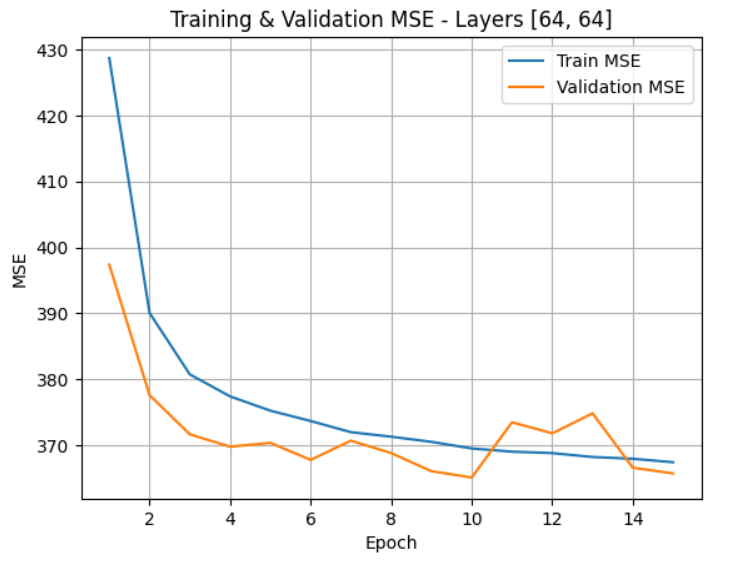 Training & Validation MSE - Layers [64, 64]
Train MSE
Validation MSE
430
420
410
400
390
380
370
MSE
2
4
6
8
10
12
14
Epoch